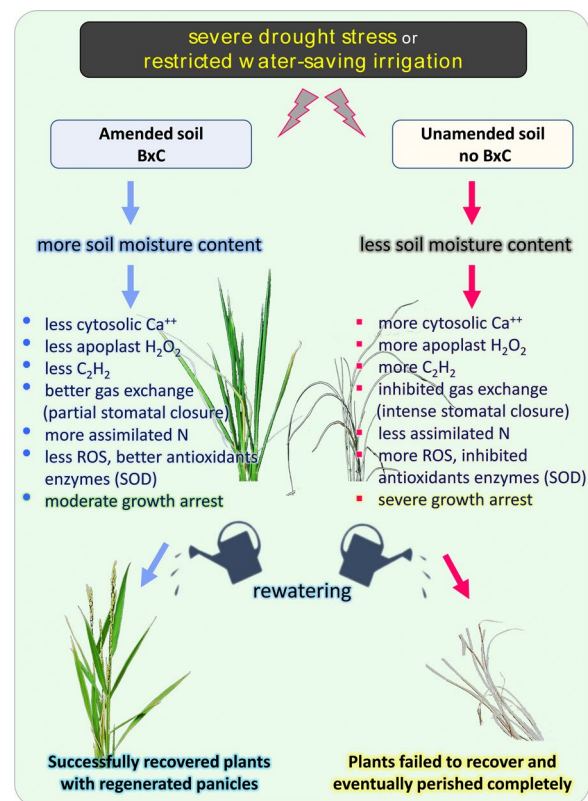 severe drought stress or
restricted water-saving irrigation
Amended soil
BxC
Unamended soil
no BxC
more soil moisture content
less soil moisture content
• less cytosolic Ca⁺⁺
• less apoplast H₂O₂
• less C₂H₂
• better gas exchange
(partial stomatal closure)
• more assimilated N
• less ROS, better antioxidants
enzymes (SOD)
• moderate growth arrest
▪ more cytosolic Ca⁺⁺
▪ more apoplast H₂O₂
▪ more C₂H₂
▪ inhibited gas exchange
▪ (intense stomatal closure)
▪ less assimilated N
▪ more ROS, inhibited
antioxidants enzymes (SOD)
▪ severe growth arrest
rewatering
Successfully recovered plants
with regenerated panicles
Plants failed to recover and
eventually perished completely